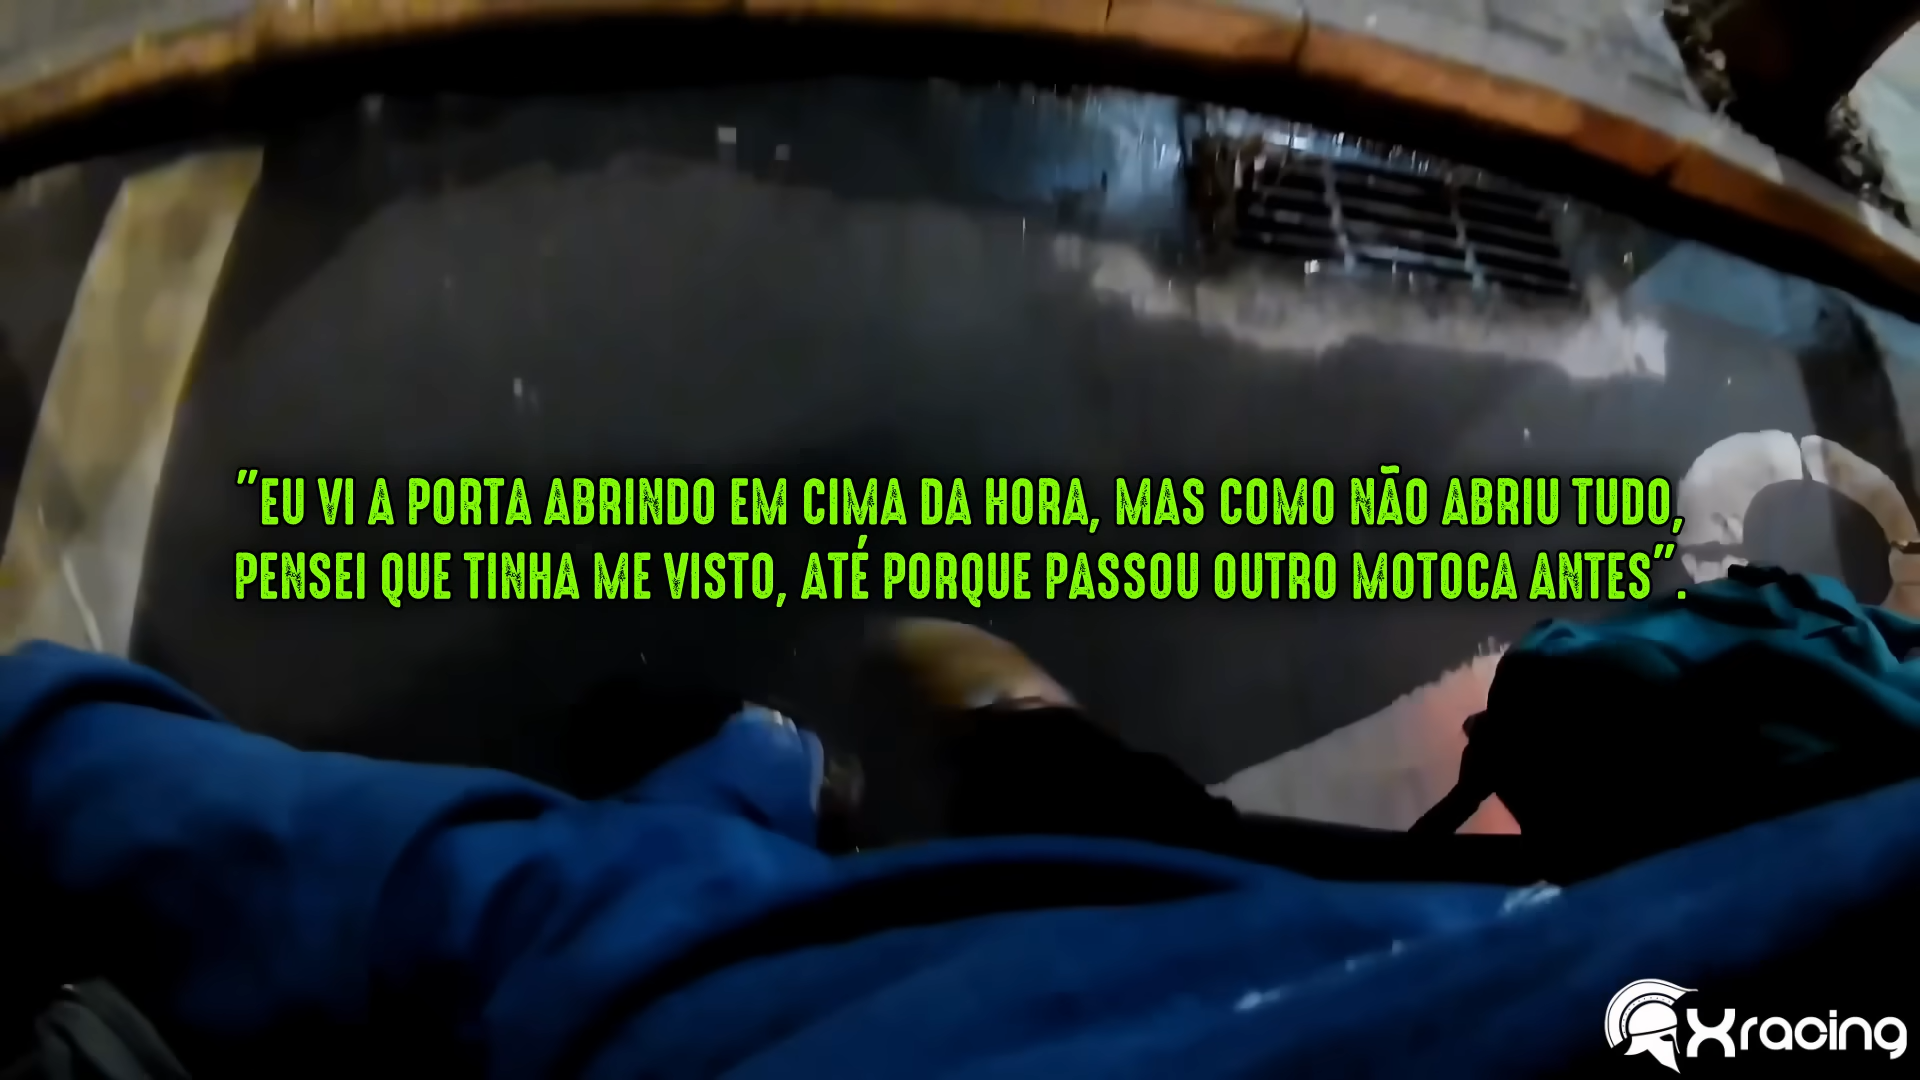 "EU VI A PORTA ABRINDO EM CIMA DA HORA, MAS COMO NÃO ABRIU TUDO,
PENSEI QUE TINHA ME VISTO, ATÉ PORQUE PASSOU OUTRO MOTOCA ANTES".
Xracing